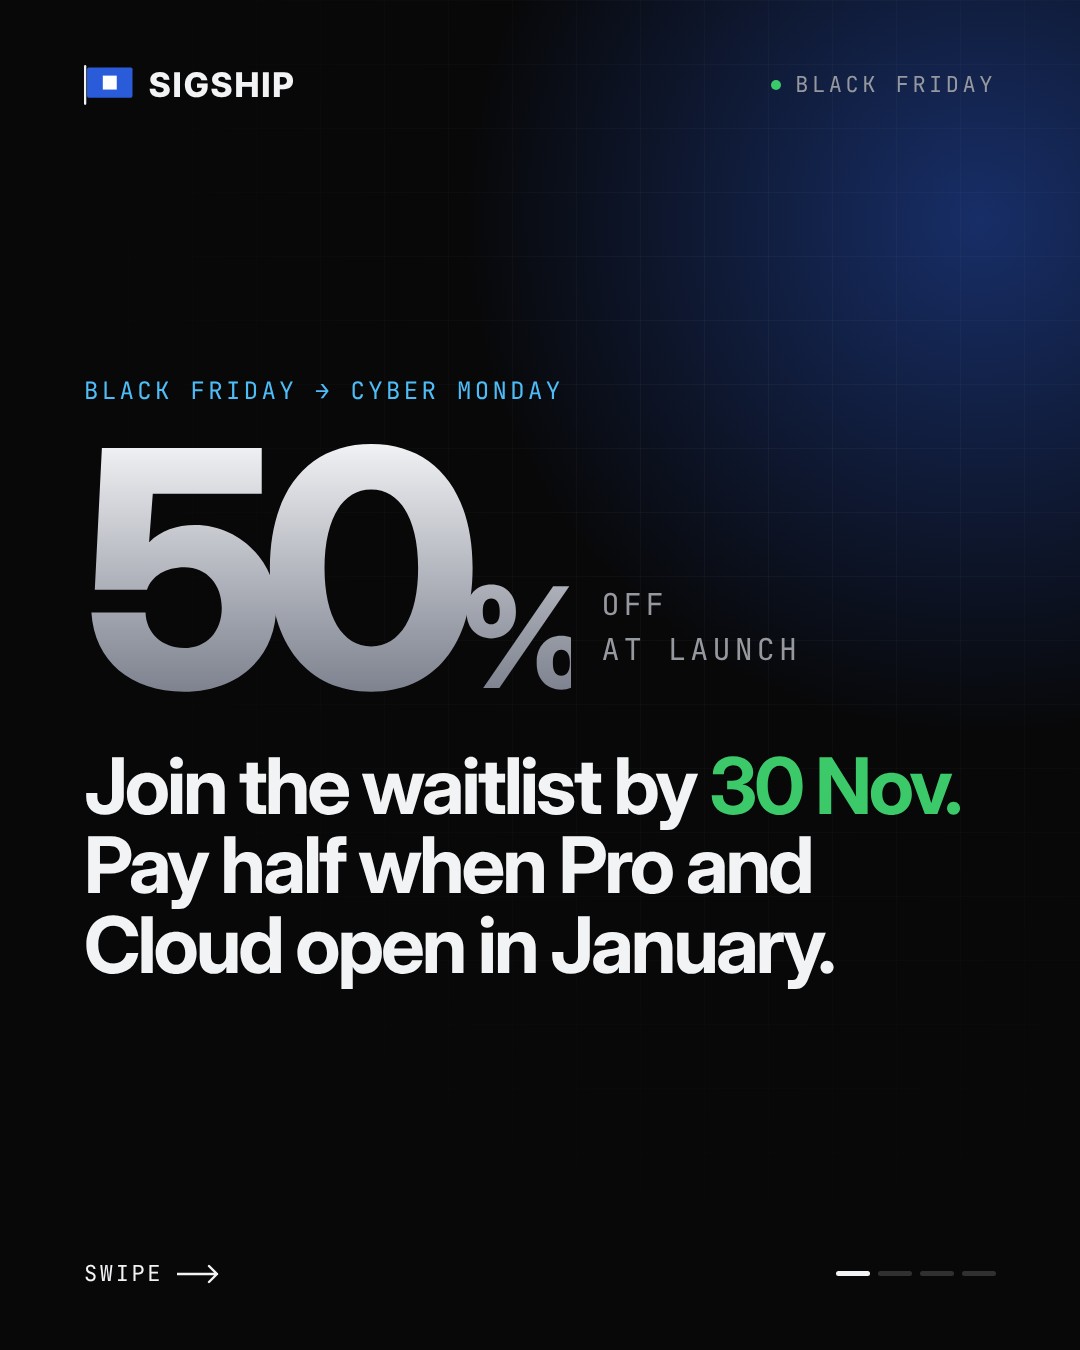 SIGSHIP
BLACK FRIDAY
BLACK FRIDAY → CYBER MONDAY
50%
OFF
AT LAUNCH
Join the waitlist by 30 Nov.
Pay half when Pro and
Cloud open in January.
SWIPE →